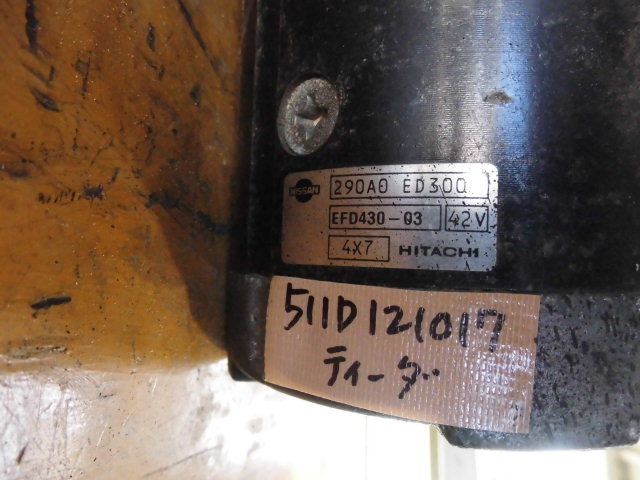 NISSAN 290A0 ED300
EFD430-03 42V
4X7 HITACHI
511D121017
ティーダ